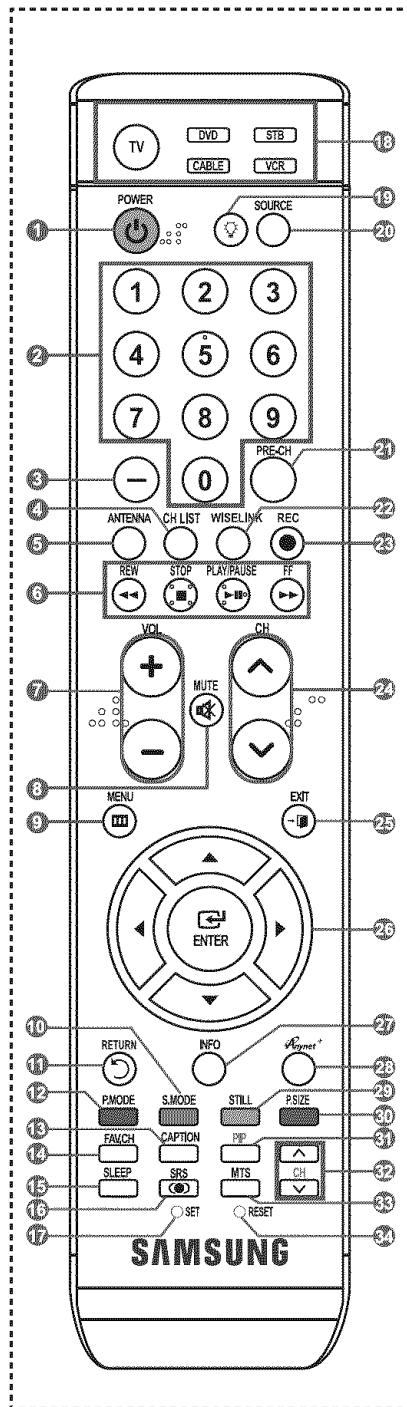 TV DVD STB
18
CABLE VCR
POWER 19 SOURCE
1 20
1 2 3
2 4 5 6
7 8 9
21
3 PRE-CH
0
4 22
ANTENNA CH LIST WISELINK REC
5 23
REW STOP PLAY/PAUSE FF
6
VOL CH
7 MUTE 24
8
MENU EXIT
9 25
ENTER 26
10 27
RETURN INFO Anynet+
11 28
12 29
P.MODE S.MODE STILL P.SIZE
13 30
FAV.CH CAPTION PIP 31
14
SLEEP SRS MTS CH 32
15
16 33
SET RESET
17 34
SAMSUNG